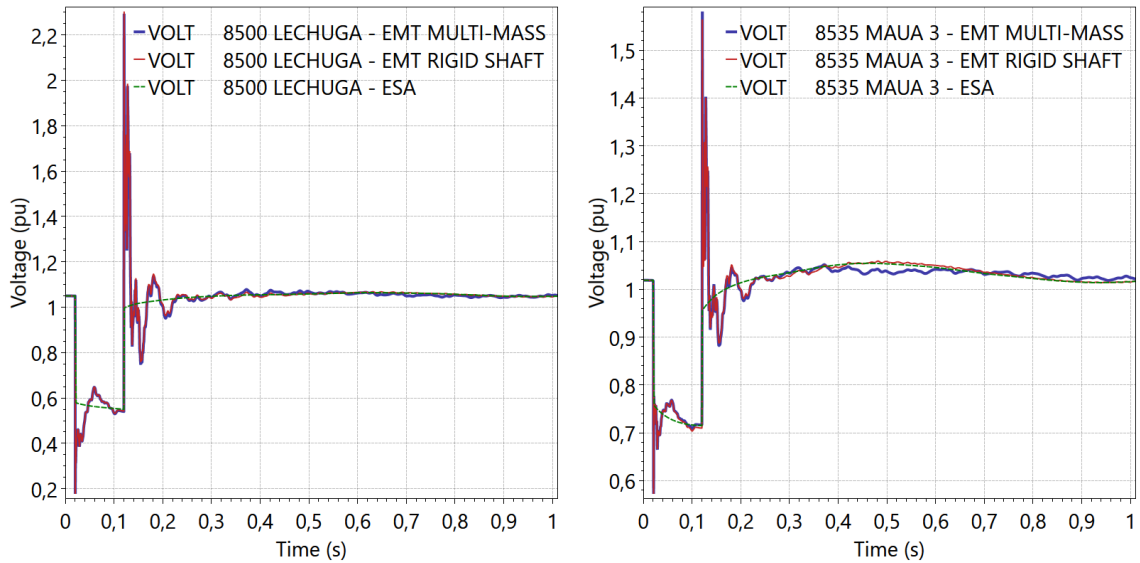 2,2
2
1,8
1,6
1,4
1,2
1
0,8
0,6
0,4
0,2
Voltage (pu)
VOLT 8500 LECHUGA - EMT MULTI-MASS
VOLT 8500 LECHUGA - EMT RIGID SHAFT
VOLT 8500 LECHUGA - ESA
0 0,1 0,2 0,3 0,4 0,5 0,6 0,7 0,8 0,9 1
Time (s)
1,5
1,4
1,3
1,2
1,1
1
0,9
0,8
0,7
0,6
Voltage (pu)
VOLT 8535 MAUA 3 - EMT MULTI-MASS
VOLT 8535 MAUA 3 - EMT RIGID SHAFT
VOLT 8535 MAUA 3 - ESA
0 0,1 0,2 0,3 0,4 0,5 0,6 0,7 0,8 0,9 1
Time (s)